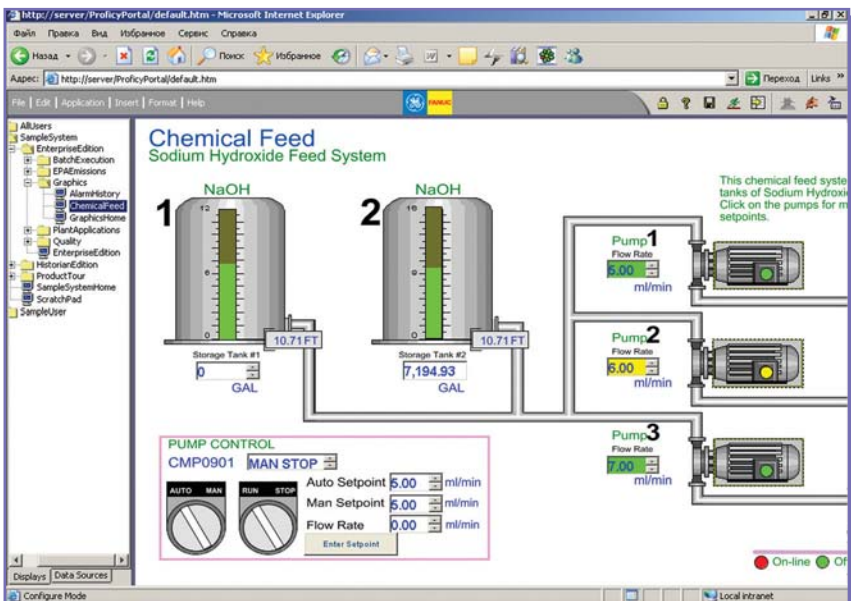 http://server/ProficyPortal/default.htm - Microsoft Internet Explorer
Файл Правка Вид Избранное Сервис Справка
Назад Поиск Избранное
Адрес: http://server/ProficyPortal/default.htm Переход Links »
File | Edit | Application | Insert | Format | Help
FANUC
AllUsers
SampleSystem
EnterpriseEdition
BatchExecution
EPAEmissions
Graphics
AlarmHistory
ChemicalFeed
GraphicsHome
PlantApplications
Quality
EnterpriseEdition
HistorianEdition
ProductTour
SampleSystemHome
ScratchPad
SampleUser
Displays Data Sources
Chemical Feed
Sodium Hydroxide Feed System
This chemical feed syste
tanks of Sodium Hydroxi
Click on the pumps for m
setpoints.
1
NaOH
12
6
0
10.71 FT
Storage Tank #1
0
GAL
2
NaOH
16
8
0
10.71 FT
Storage Tank #2
7,194.93
GAL
Pump 1
Flow Rate
5.00
ml/min
Pump 2
Flow Rate
6.00
ml/min
Pump 3
Flow Rate
7.00
ml/min
PUMP CONTROL
CMP0901 MAN STOP
AUTO MAN RUN STOP
Auto Setpoint 5.00 ml/min
Man Setpoint 5.00 ml/min
Flow Rate 0.00 ml/min
Enter Setpoint
On-line Of
Configure Mode Local intranet